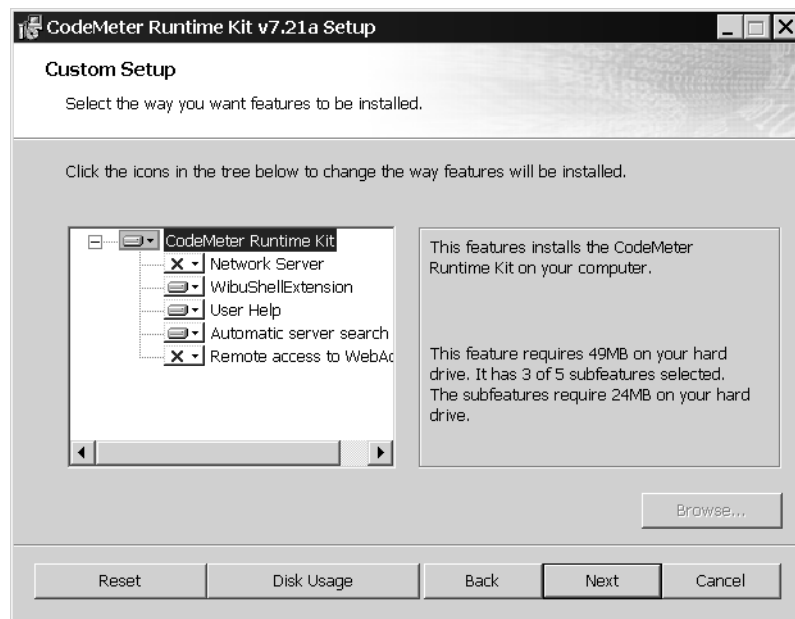 CodeMeter Runtime Kit v7.21a Setup
Custom Setup
Select the way you want features to be installed.
Click the icons in the tree below to change the way features will be installed.
CodeMeter Runtime Kit
Network Server
WibuShellExtension
User Help
Automatic server search
Remote access to WebAc
This features installs the CodeMeter
Runtime Kit on your computer.
This feature requires 49MB on your hard
drive. It has 3 of 5 subfeatures selected.
The subfeatures require 24MB on your hard
drive.
Browse...
Reset Disk Usage Back Next Cancel